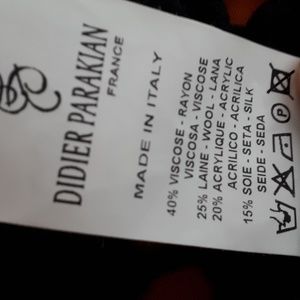 DIDIER PARAKIAN
FRANCE
MADE IN ITALY
40% VISCOSE - RAYON
VISCOSA - VISCOSE
25% LAINE - WOOL - LANA
20% ACRYLIQUE - ACRYLIC
ACRILICO - ACRILICA
15% SOIE - SETA - SILK
SEIDE - SEDA